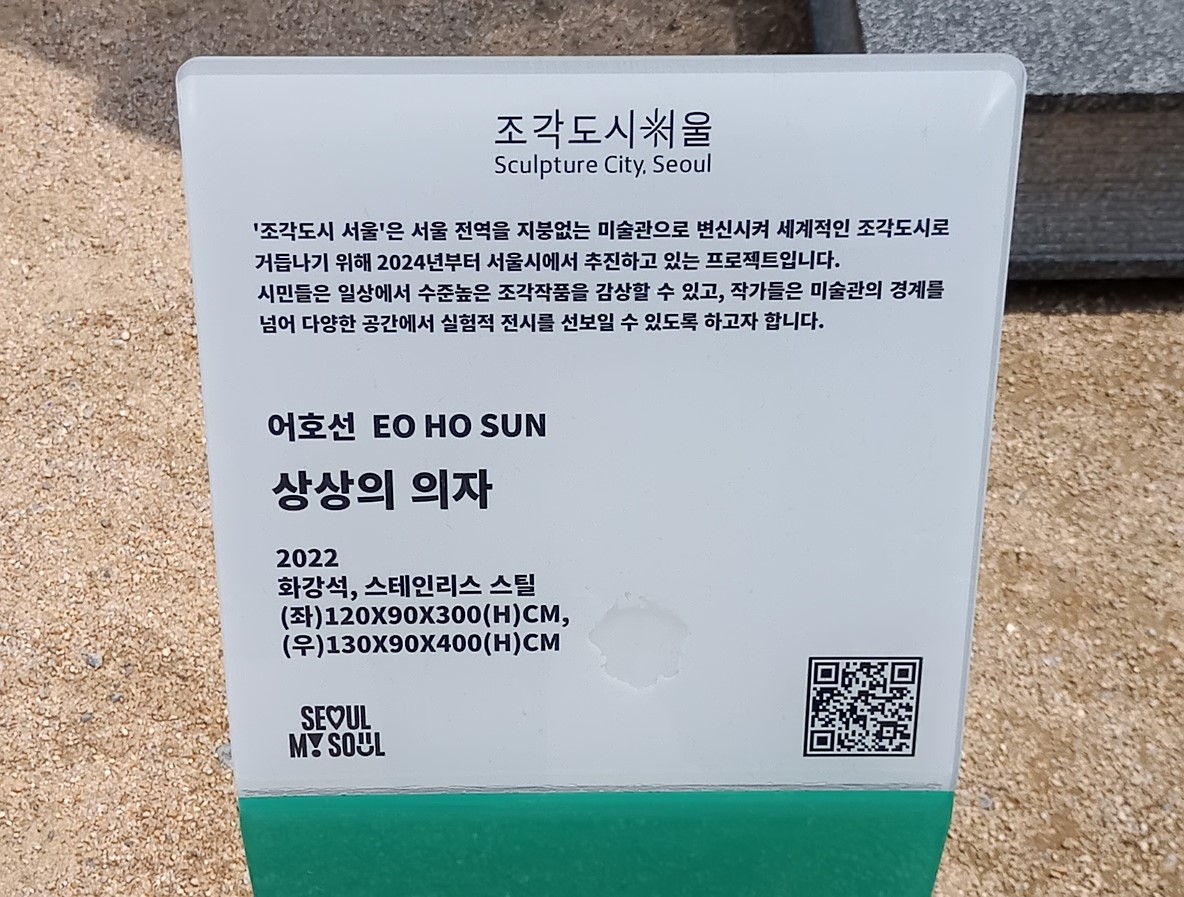 조각도시서울
Sculpture City, Seoul
'조각도시 서울'은 서울 전역을 지붕없는 미술관으로 변신시켜 세계적인 조각도시로
거듭나기 위해 2024년부터 서울시에서 추진하고 있는 프로젝트입니다.
시민들은 일상에서 수준높은 조각작품을 감상할 수 있고, 작가들은 미술관의 경계를
넘어 다양한 공간에서 실험적 전시를 선보일 수 있도록 하고자 합니다.
어호선 EO HO SUN
상상의 의자
2022
화강석, 스테인리스 스틸
(좌)120X90X300(H)CM,
(우)130X90X400(H)CM
SEOUL
MY SOUL